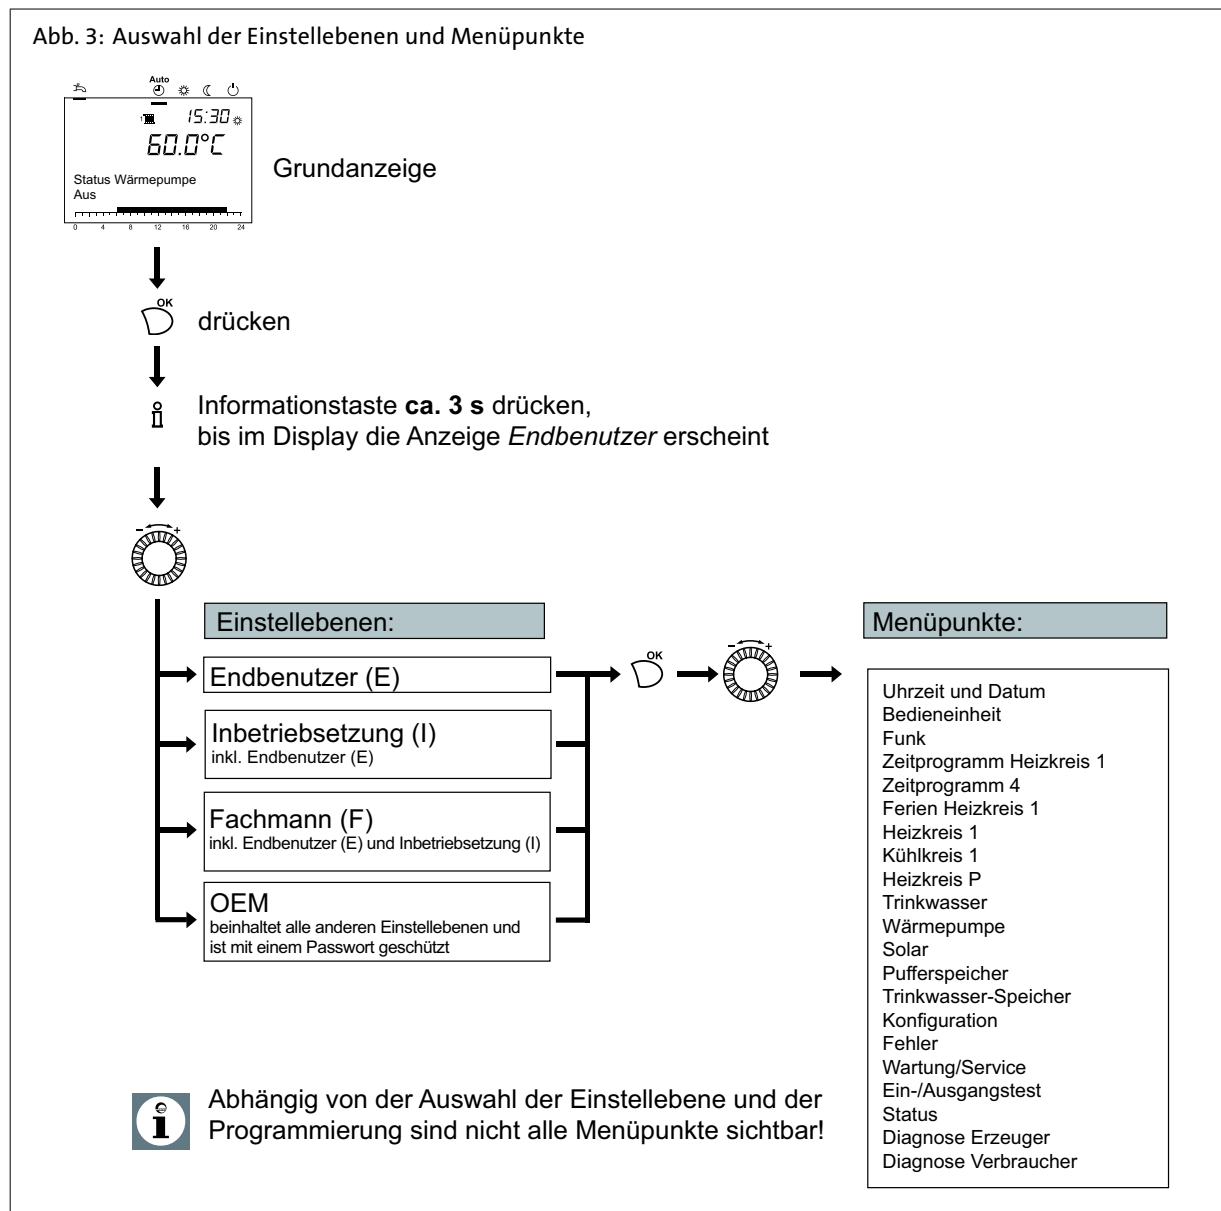 Abb. 3: Auswahl der Einstellebenen und Menüpunkte
Auto
15:30
60.0°C
Status Wärmepumpe
Aus
0 4 8 12 16 20 24
Grundanzeige
OK
drücken
Informationstaste ca. 3 s drücken,
bis im Display die Anzeige Endbenutzer erscheint
- +
Einstellebenen:
Endbenutzer (E)
Inbetriebsetzung (I)
inkl. Endbenutzer (E)
Fachmann (F)
inkl. Endbenutzer (E) und Inbetriebsetzung (I)
OEM
beinhaltet alle anderen Einstellebenen und
ist mit einem Passwort geschützt
OK
- +
Menüpunkte:
Uhrzeit und Datum
Bedieneinheit
Funk
Zeitprogramm Heizkreis 1
Zeitprogramm 4
Ferien Heizkreis 1
Heizkreis 1
Kühlkreis 1
Heizkreis P
Trinkwasser
Wärmepumpe
Solar
Pufferspeicher
Trinkwasser-Speicher
Konfiguration
Fehler
Wartung/Service
Ein-/Ausgangstest
Status
Diagnose Erzeuger
Diagnose Verbraucher
Abhängig von der Auswahl der Einstellebene und der
Programmierung sind nicht alle Menüpunkte sichtbar!